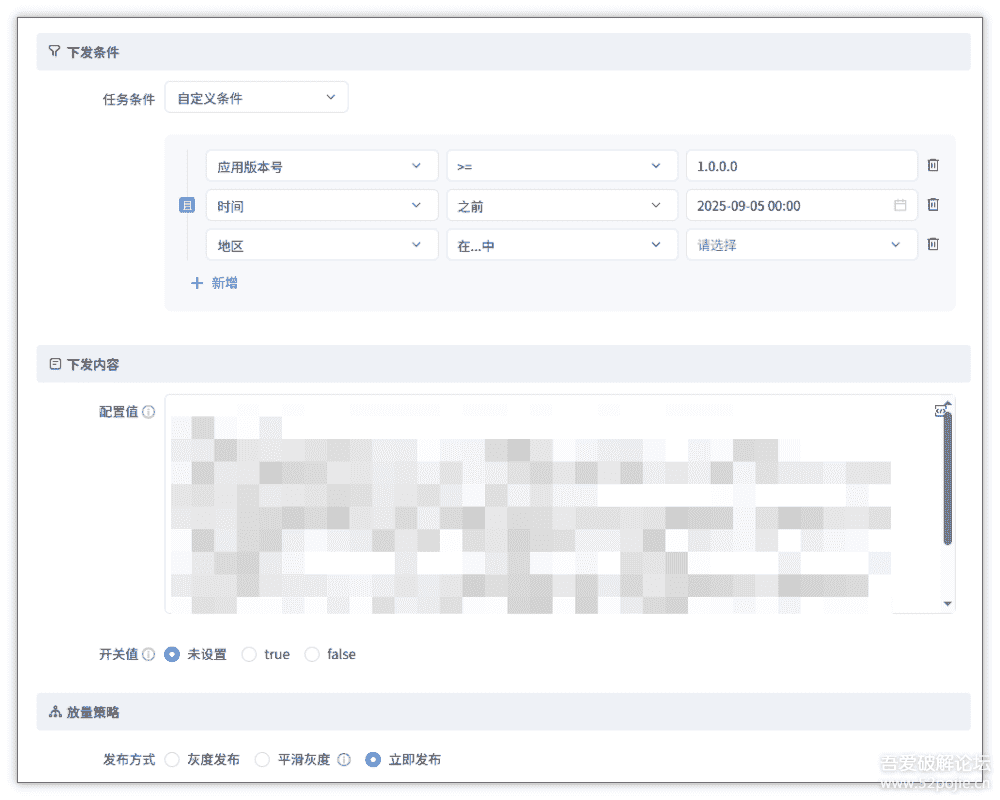 下发条件
任务条件 自定义条件
应用版本号 >= 1.0.0.0
且
时间 之前 2025-09-05 00:00
地区 在...中 请选择
+ 新增
下发内容
配置值
开关值 未设置 true false
放量策略
发布方式 灰度发布 平滑灰度 立即发布
吾爱破解论坛
www.52pojie.cn